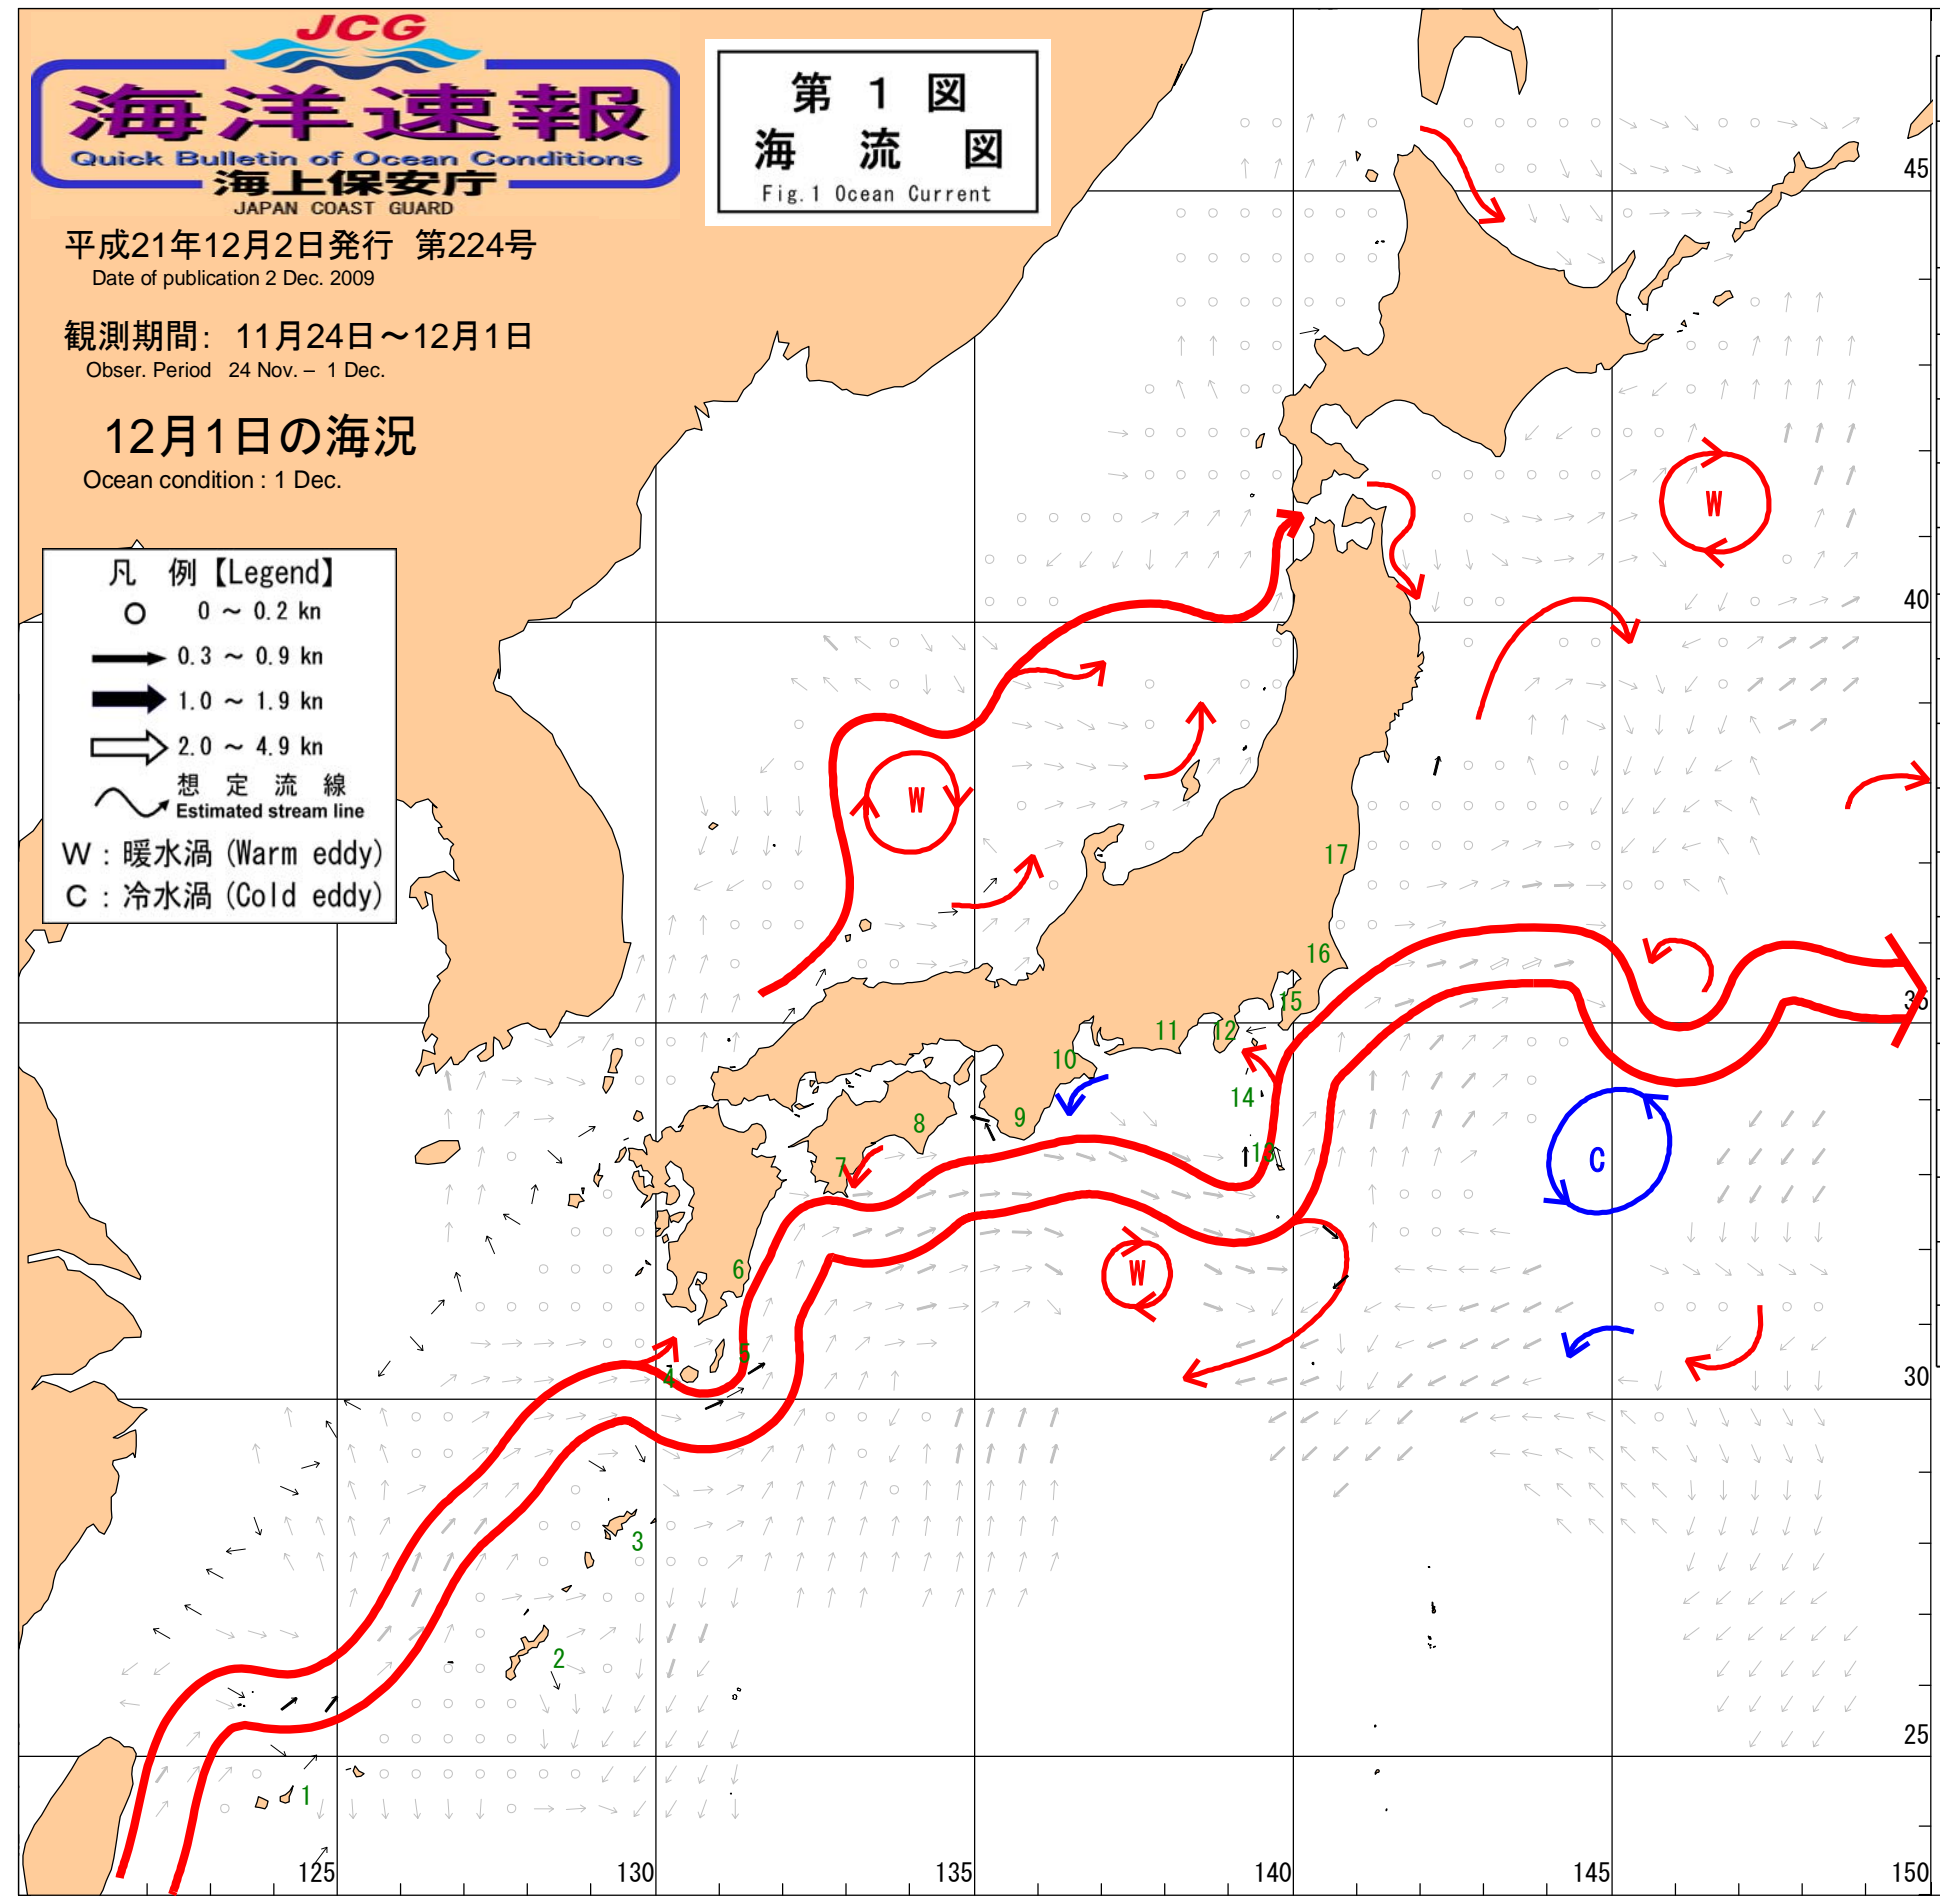 JCG
海洋速報
Quick Bulletin of Ocean Conditions
海上保安庁
JAPAN COAST GUARD
第 1 図
海 流 図
Fig.1 Ocean Current
平成21年12月2日発行 第224号
Date of publication 2 Dec. 2009
観測期間: 11月24日～12月1日
Obser. Period 24 Nov. – 1 Dec.
12月1日の海況
Ocean condition : 1 Dec.
凡 例【Legend】
0 ～ 0.2 kn
0.3 ～ 0.9 kn
1.0 ～ 1.9 kn
2.0 ～ 4.9 kn
想 定 流 線
Estimated stream line
W : 暖水渦 (Warm eddy)
C : 冷水渦 (Cold eddy)
45
40
35
30
25
125
130
135
140
145
150
W
W
W
C
17
16
15
12
11
10
14
9
8
13
7
6
5
4
3
2
1